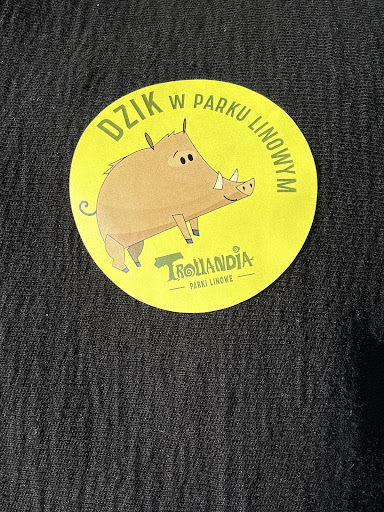 DZIK W PARKU LINOWYM
TROLLANDIA
PARKI LINOWE